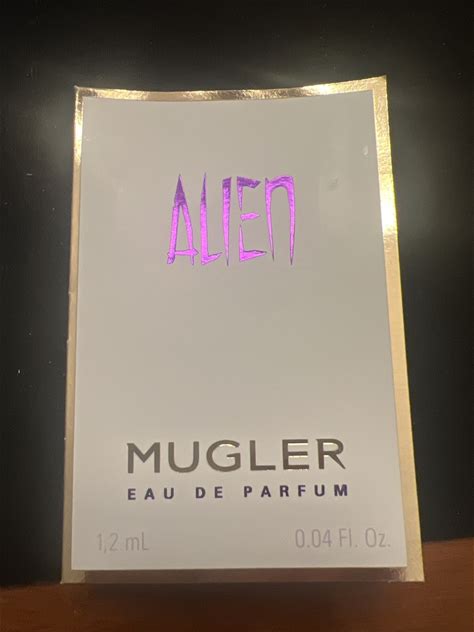 ALIEN
MUGLER
EAU DE PARFUM
1,2 mL 0.04 Fl. Oz.